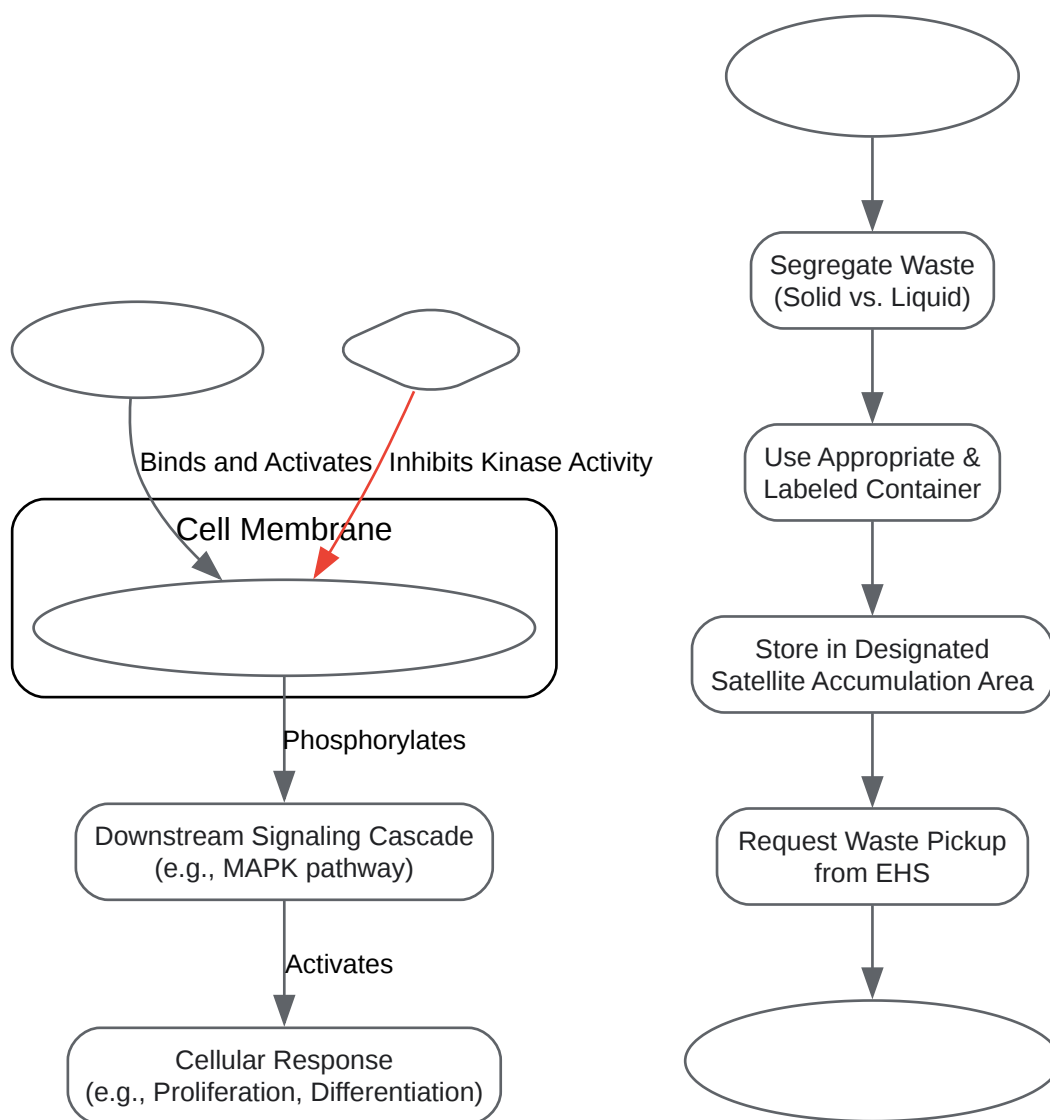 Binds and Activates
Inhibits Kinase Activity
Cell Membrane
Phosphorylates
Downstream Signaling Cascade
(e.g., MAPK pathway)
Activates
Cellular Response
(e.g., Proliferation, Differentiation)
Segregate Waste
(Solid vs. Liquid)
Use Appropriate &
Labeled Container
Store in Designated
Satellite Accumulation Area
Request Waste Pickup
from EHS